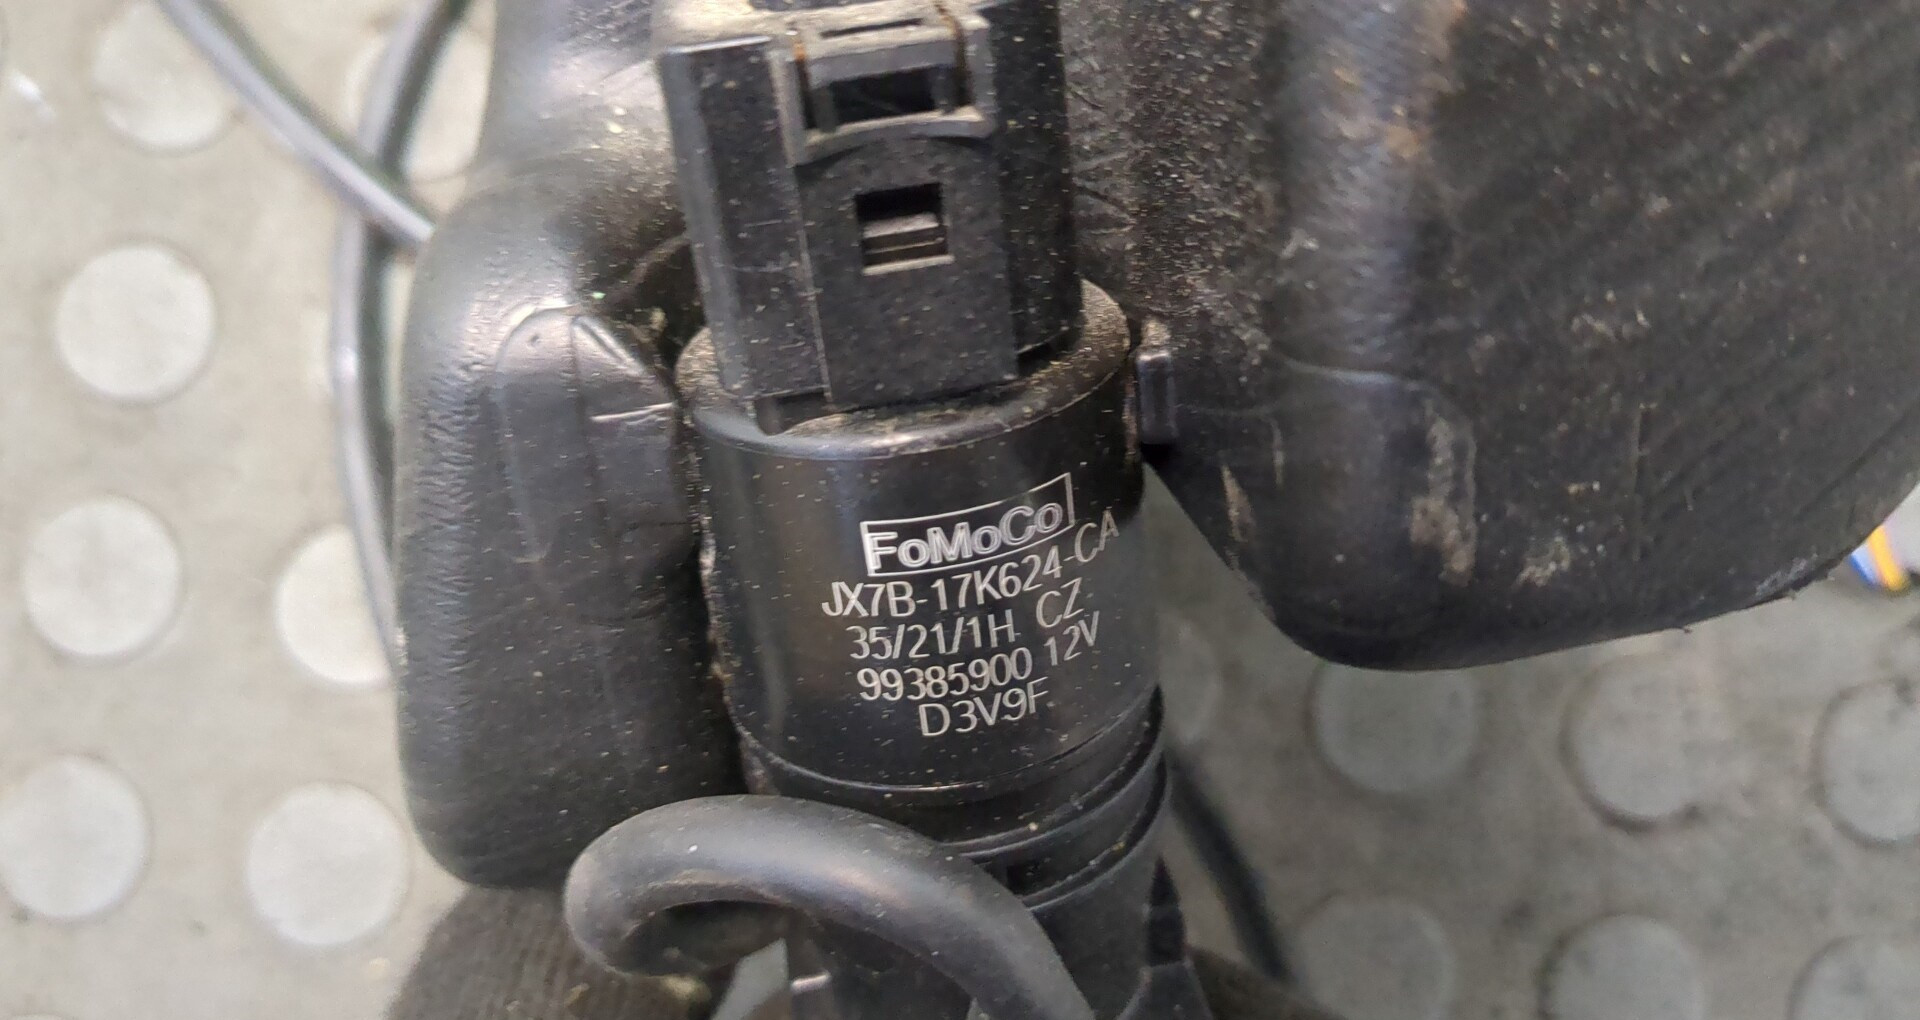 FoMoCo
JX7B-17K624-CA
35/21/1H CZ
99385900 12V
D3V9F